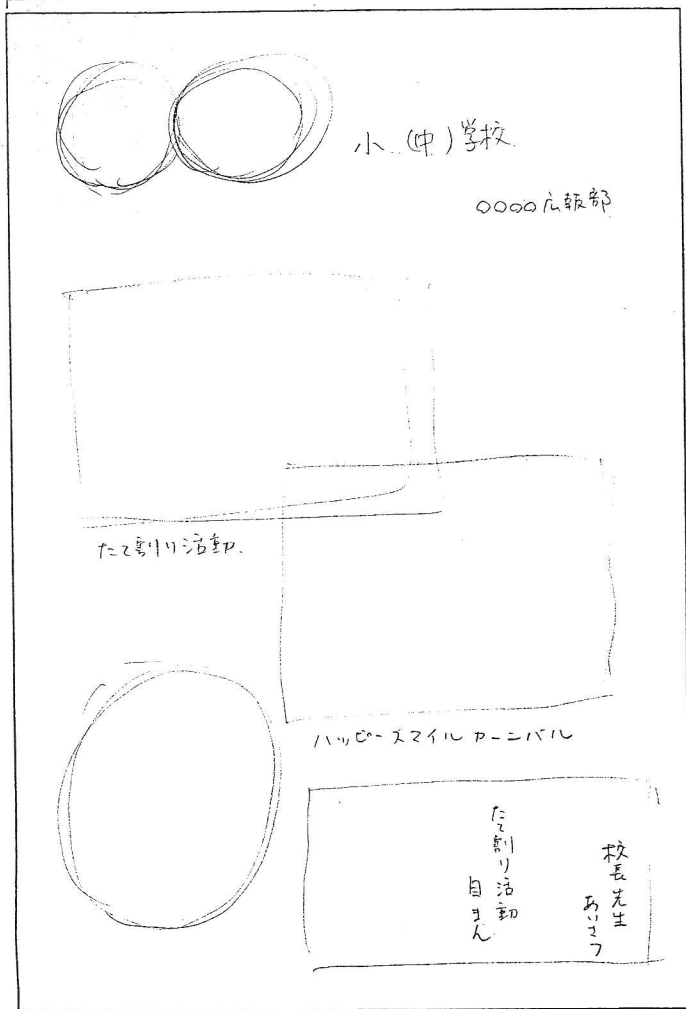 小(中)学校
○○○○広報部
たて割り活動.
ハッピースマイルカーニバル
校長先生
あいさつ
たて割り活動
自まん